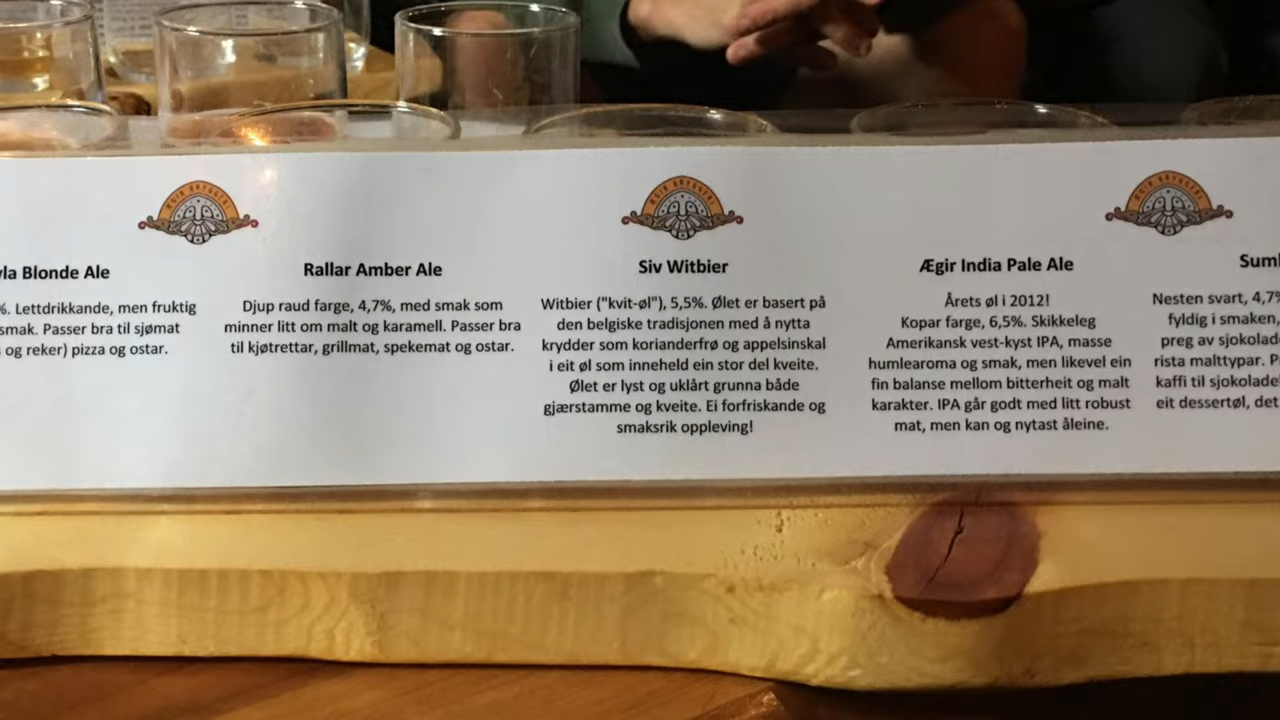 ÆGIR BRYGGERI
ÆGIR BRYGGERI
ÆGIR BRYGGERI
Blonde Ale
Lettdrikkande, men fruktig
smak. Passer bra til sjømat
og reker) pizza og ostar.
Rallar Amber Ale
Djup raud farge, 4,7%, med smak som
minner litt om malt og karamell. Passer bra
til kjøtrettar, grillmat, spekemat og ostar.
Siv Witbier
Witbier ("kvit-øl"), 5,5%. Ølet er basert på
den belgiske tradisjonen med å nytta
krydder som korianderfrø og appelsinskal
i eit øl som inneheld ein stor del kveite.
Ølet er lyst og uklårt grunna både
gjærstamme og kveite. Ei forfriskande og
smaksrik oppleving!
Ægir India Pale Ale
Årets øl i 2012!
Kopar farge, 6,5%. Skikkeleg
Amerikansk vest-kyst IPA, masse
humlearoma og smak, men likevel ein
fin balanse mellom bitterheit og malt
karakter. IPA går godt med litt robust
mat, men kan og nytast åleine.
Nesten svart, 4,7%
fyldig i smaken,
preg av sjokolad
rista malttypar.
kaffi til sjokolade
eit dessertøl, det